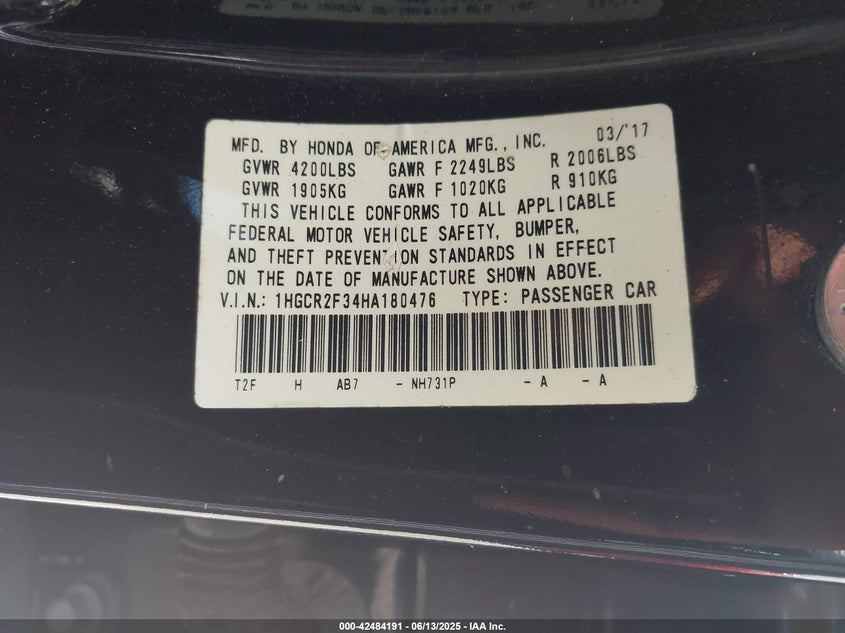 MFD. BY HONDA OF AMERICA MFG., INC. 03/'17
GVWR 4200LBS GAWR F 2249LBS R 2006LBS
GVWR 1905KG GAWR F 1020KG R 910KG
THIS VEHICLE CONFORMS TO ALL APPLICABLE
FEDERAL MOTOR VEHICLE SAFETY, BUMPER,
AND THEFT PREVENTION STANDARDS IN EFFECT
ON THE DATE OF MANUFACTURE SHOWN ABOVE.
V.I.N.: 1HGCR2F34HA180476 TYPE: PASSENGER CAR
T2F H AB7 - NH731P - A - A
000-42484191 - 06/13/2025 - IAA Inc.